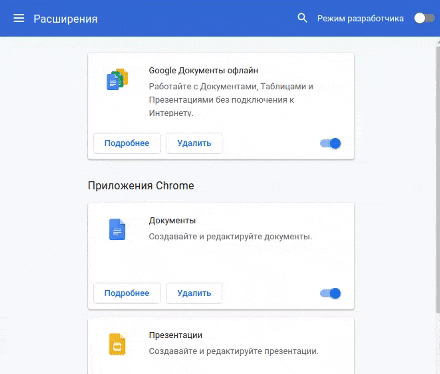 Расширения
Режим разработчика
Google Документы офлайн
Работайте с Документами, Таблицами и
Презентациями без подключения к
Интернету.
Подробнее
Удалить
Приложения Chrome
Документы
Создавайте и редактируйте документы.
Подробнее
Удалить
Презентации
Создавайте и редактируйте презентации.